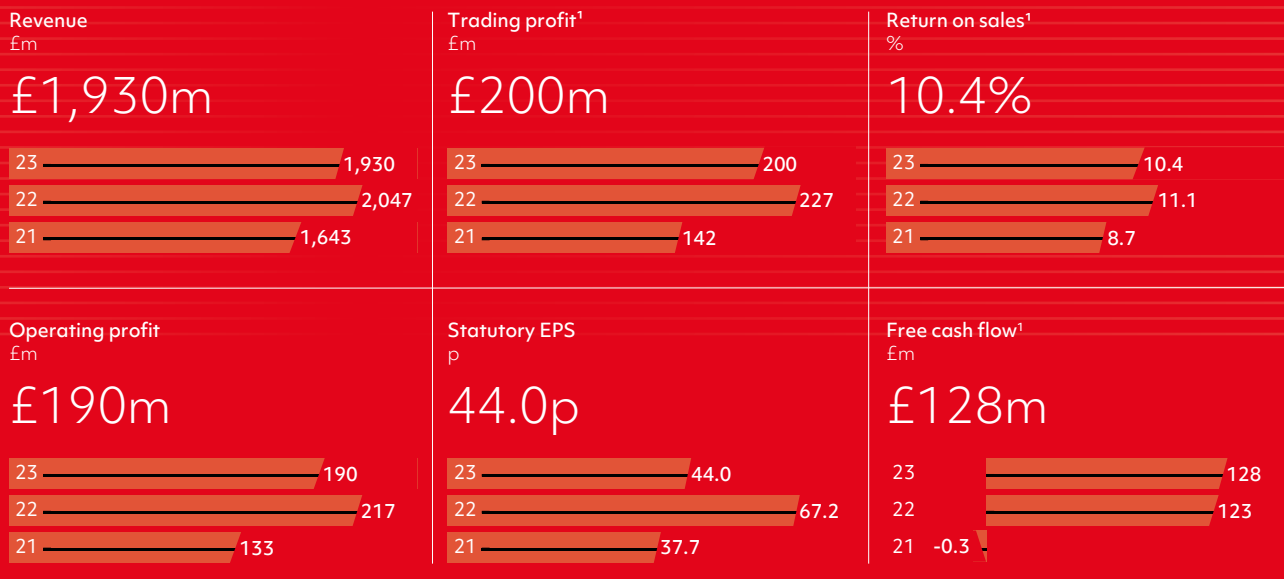 Revenue
£m
£1,930m
23 1,930
22 2,047
21 1,643
Trading profit¹
£m
£200m
23 200
22 227
21 142
Return on sales¹
%
10.4%
23 10.4
22 11.1
21 8.7
Operating profit
£m
£190m
23 190
22 217
21 133
Statutory EPS
p
44.0p
23 44.0
22 67.2
21 37.7
Free cash flow¹
£m
£128m
23 128
22 123
21 -0.3